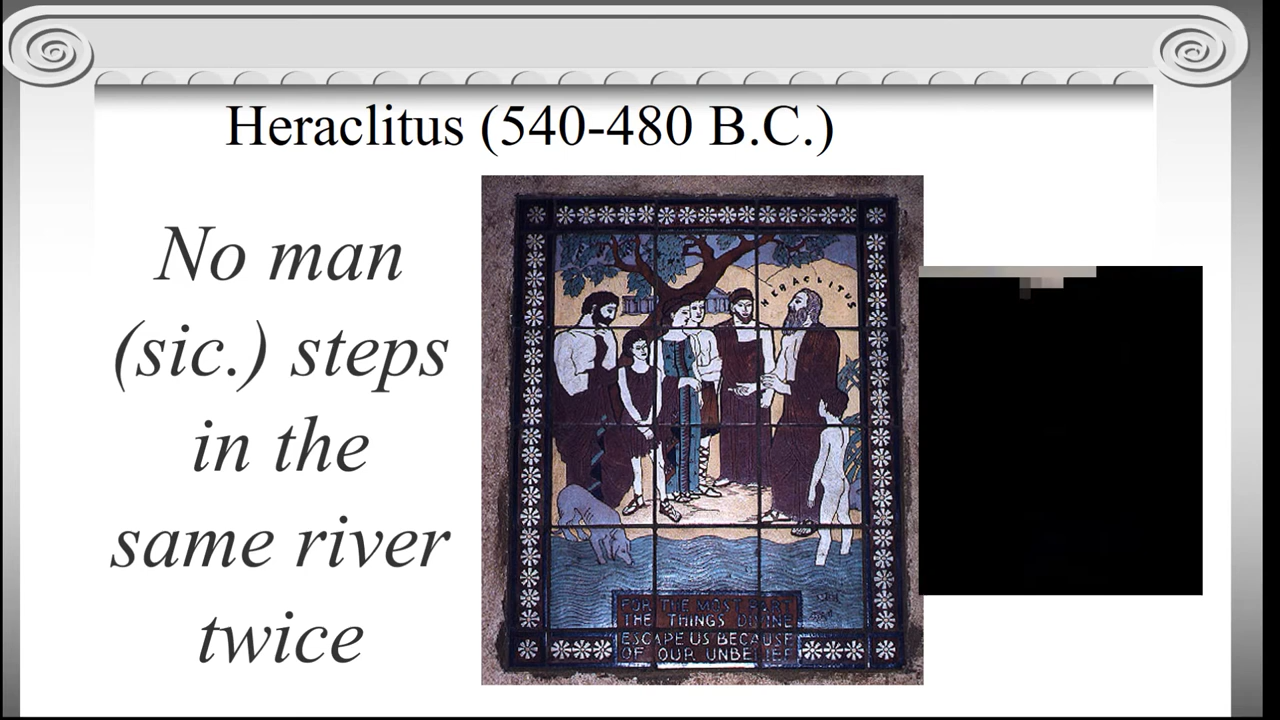 Heraclitus (540-480 B.C.)
No man
(sic.) steps
in the
same river
twice
HERACLITUS
FOR THE MOST PART
THE THINGS DIVINE
ESCAPE US BECAUSE
OF OUR UNBELIEF